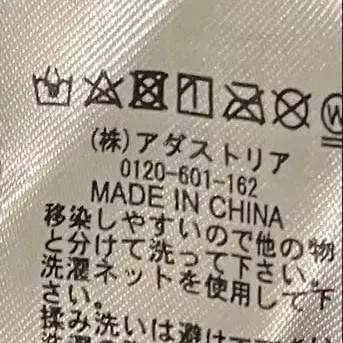 (株)アダストリア
0120-601-162
MADE IN CHINA
移染しやすいので他の物
と分けて洗って下さい。
洗濯ネットを使用して下
さい。
揉み洗いは避けて下さい